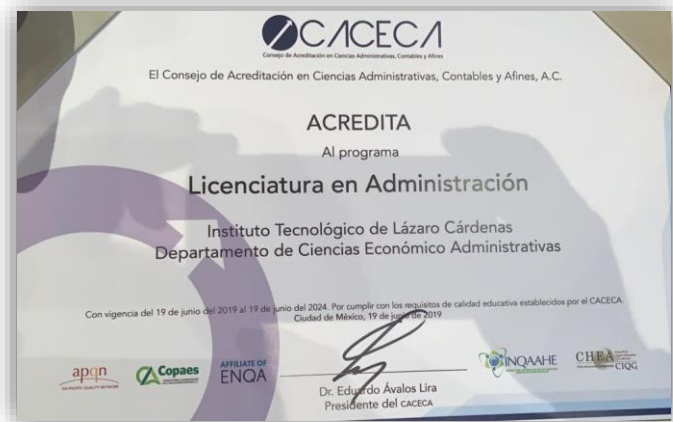 CACECA
Consejo de Acreditación en Ciencias Administrativas, Contables y Afines
El Consejo de Acreditación en Ciencias Administrativas, Contables y Afines, A.C.
ACREDITA
Al programa
Licenciatura en Administración
Instituto Tecnológico de Lázaro Cárdenas
Departamento de Ciencias Económico Administrativas
Con vigencia del 19 de junio del 2019 al 19 de junio del 2024. Por cumplir con los requisitos de calidad educativa establecidos por el CACECA.
Ciudad de México, 19 de junio de 2019
apqn
ASIA-PACIFIC QUALITY NETWORK
Copaes
AFFILIATE OF
ENQA
Dr. Eduardo Ávalos Lira
Presidente del CACECA
INQAAHE
CHEA
CIQG